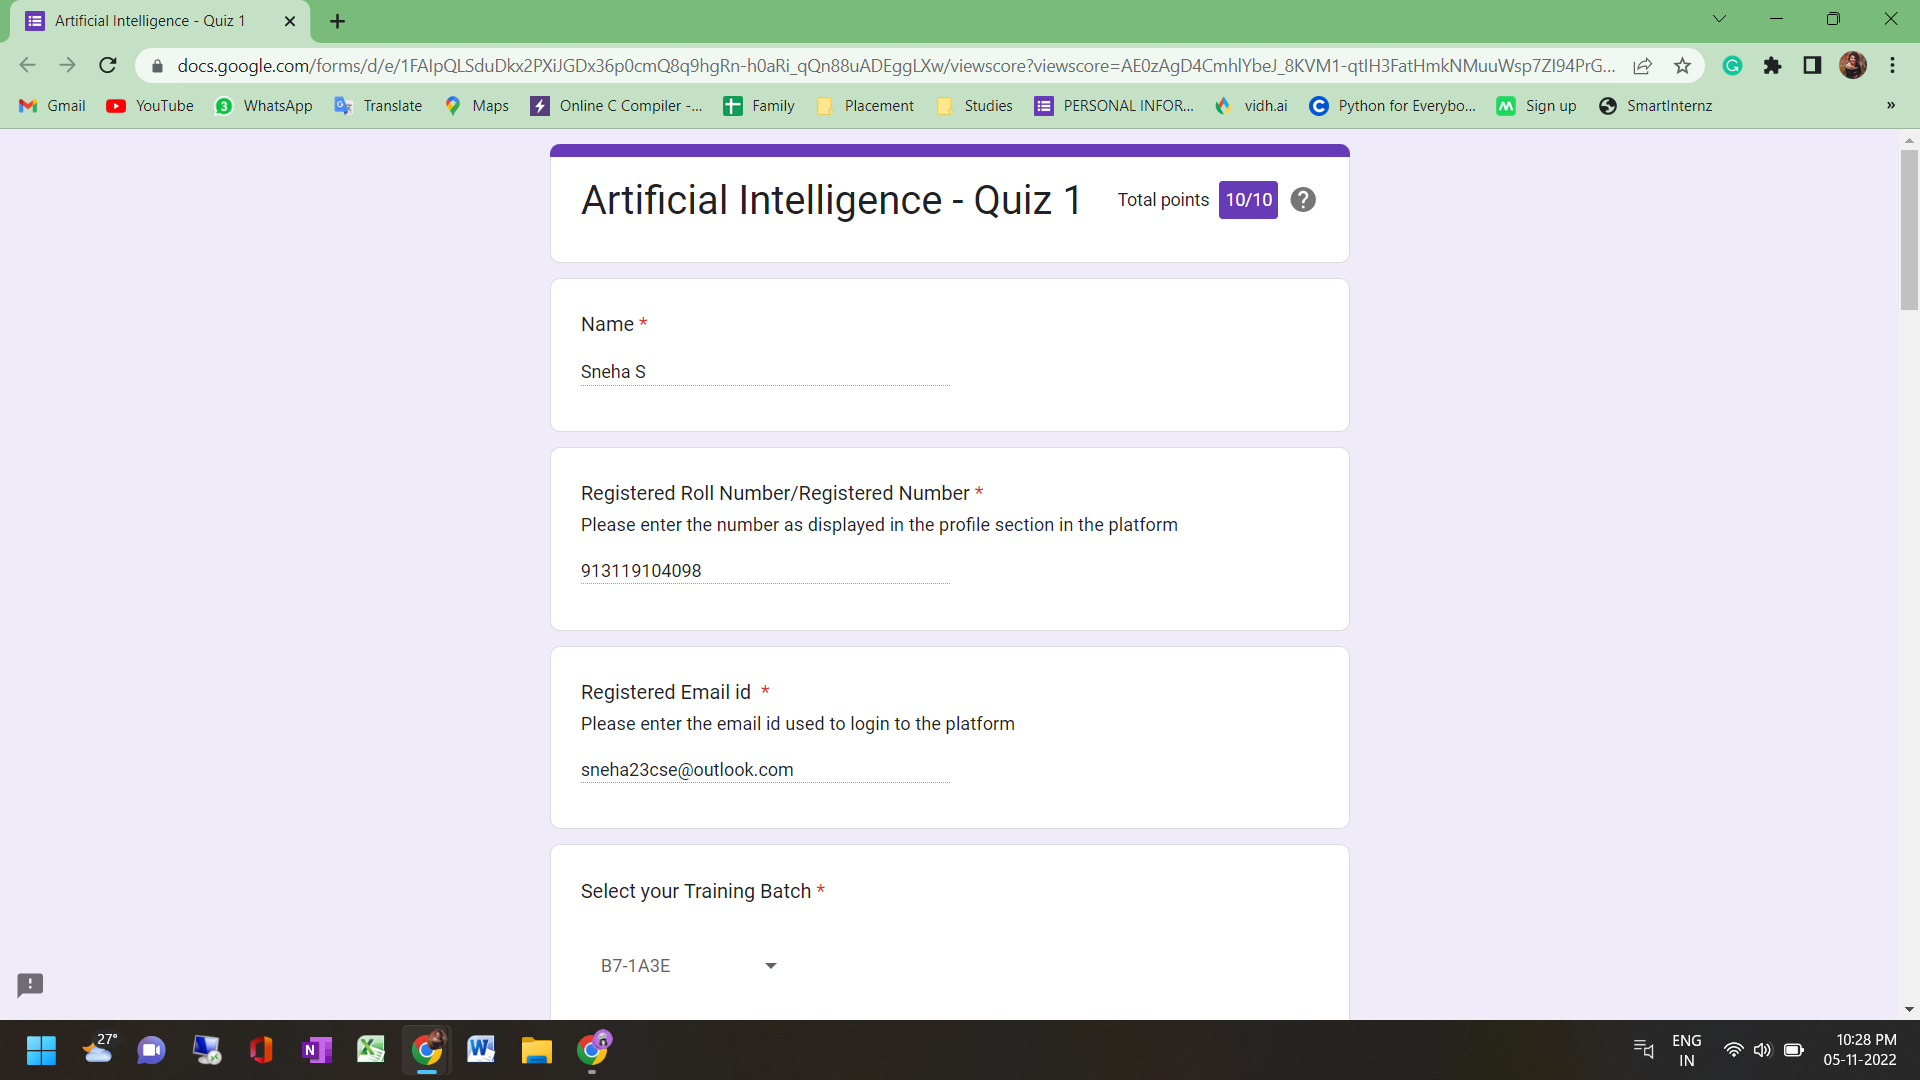 Artificial Intelligence - Quiz 1
docs.google.com/forms/d/e/1FAIpQLSduDkx2PXiJGDx36p0cmQ8q9hgRn-h0aRi_qQn88uADEggLXw/viewscore?viewscore=AE0zAgD4CmhlYbeJ_8KVM1-qtIH3FatHmkNMuuWsp7ZI94PrG...
Gmail YouTube WhatsApp Translate Maps Online C Compiler -... Family Placement Studies PERSONAL INFOR... vidh.ai Python for Everybo... Sign up SmartInternz »
Artificial Intelligence - Quiz 1 Total points 10/10 ?
Name *
Sneha S
Registered Roll Number/Registered Number *
Please enter the number as displayed in the profile section in the platform
913119104098
Registered Email id *
Please enter the email id used to login to the platform
sneha23cse@outlook.com
Select your Training Batch *
B7-1A3E
27°
ENG
IN
10:28 PM
05-11-2022